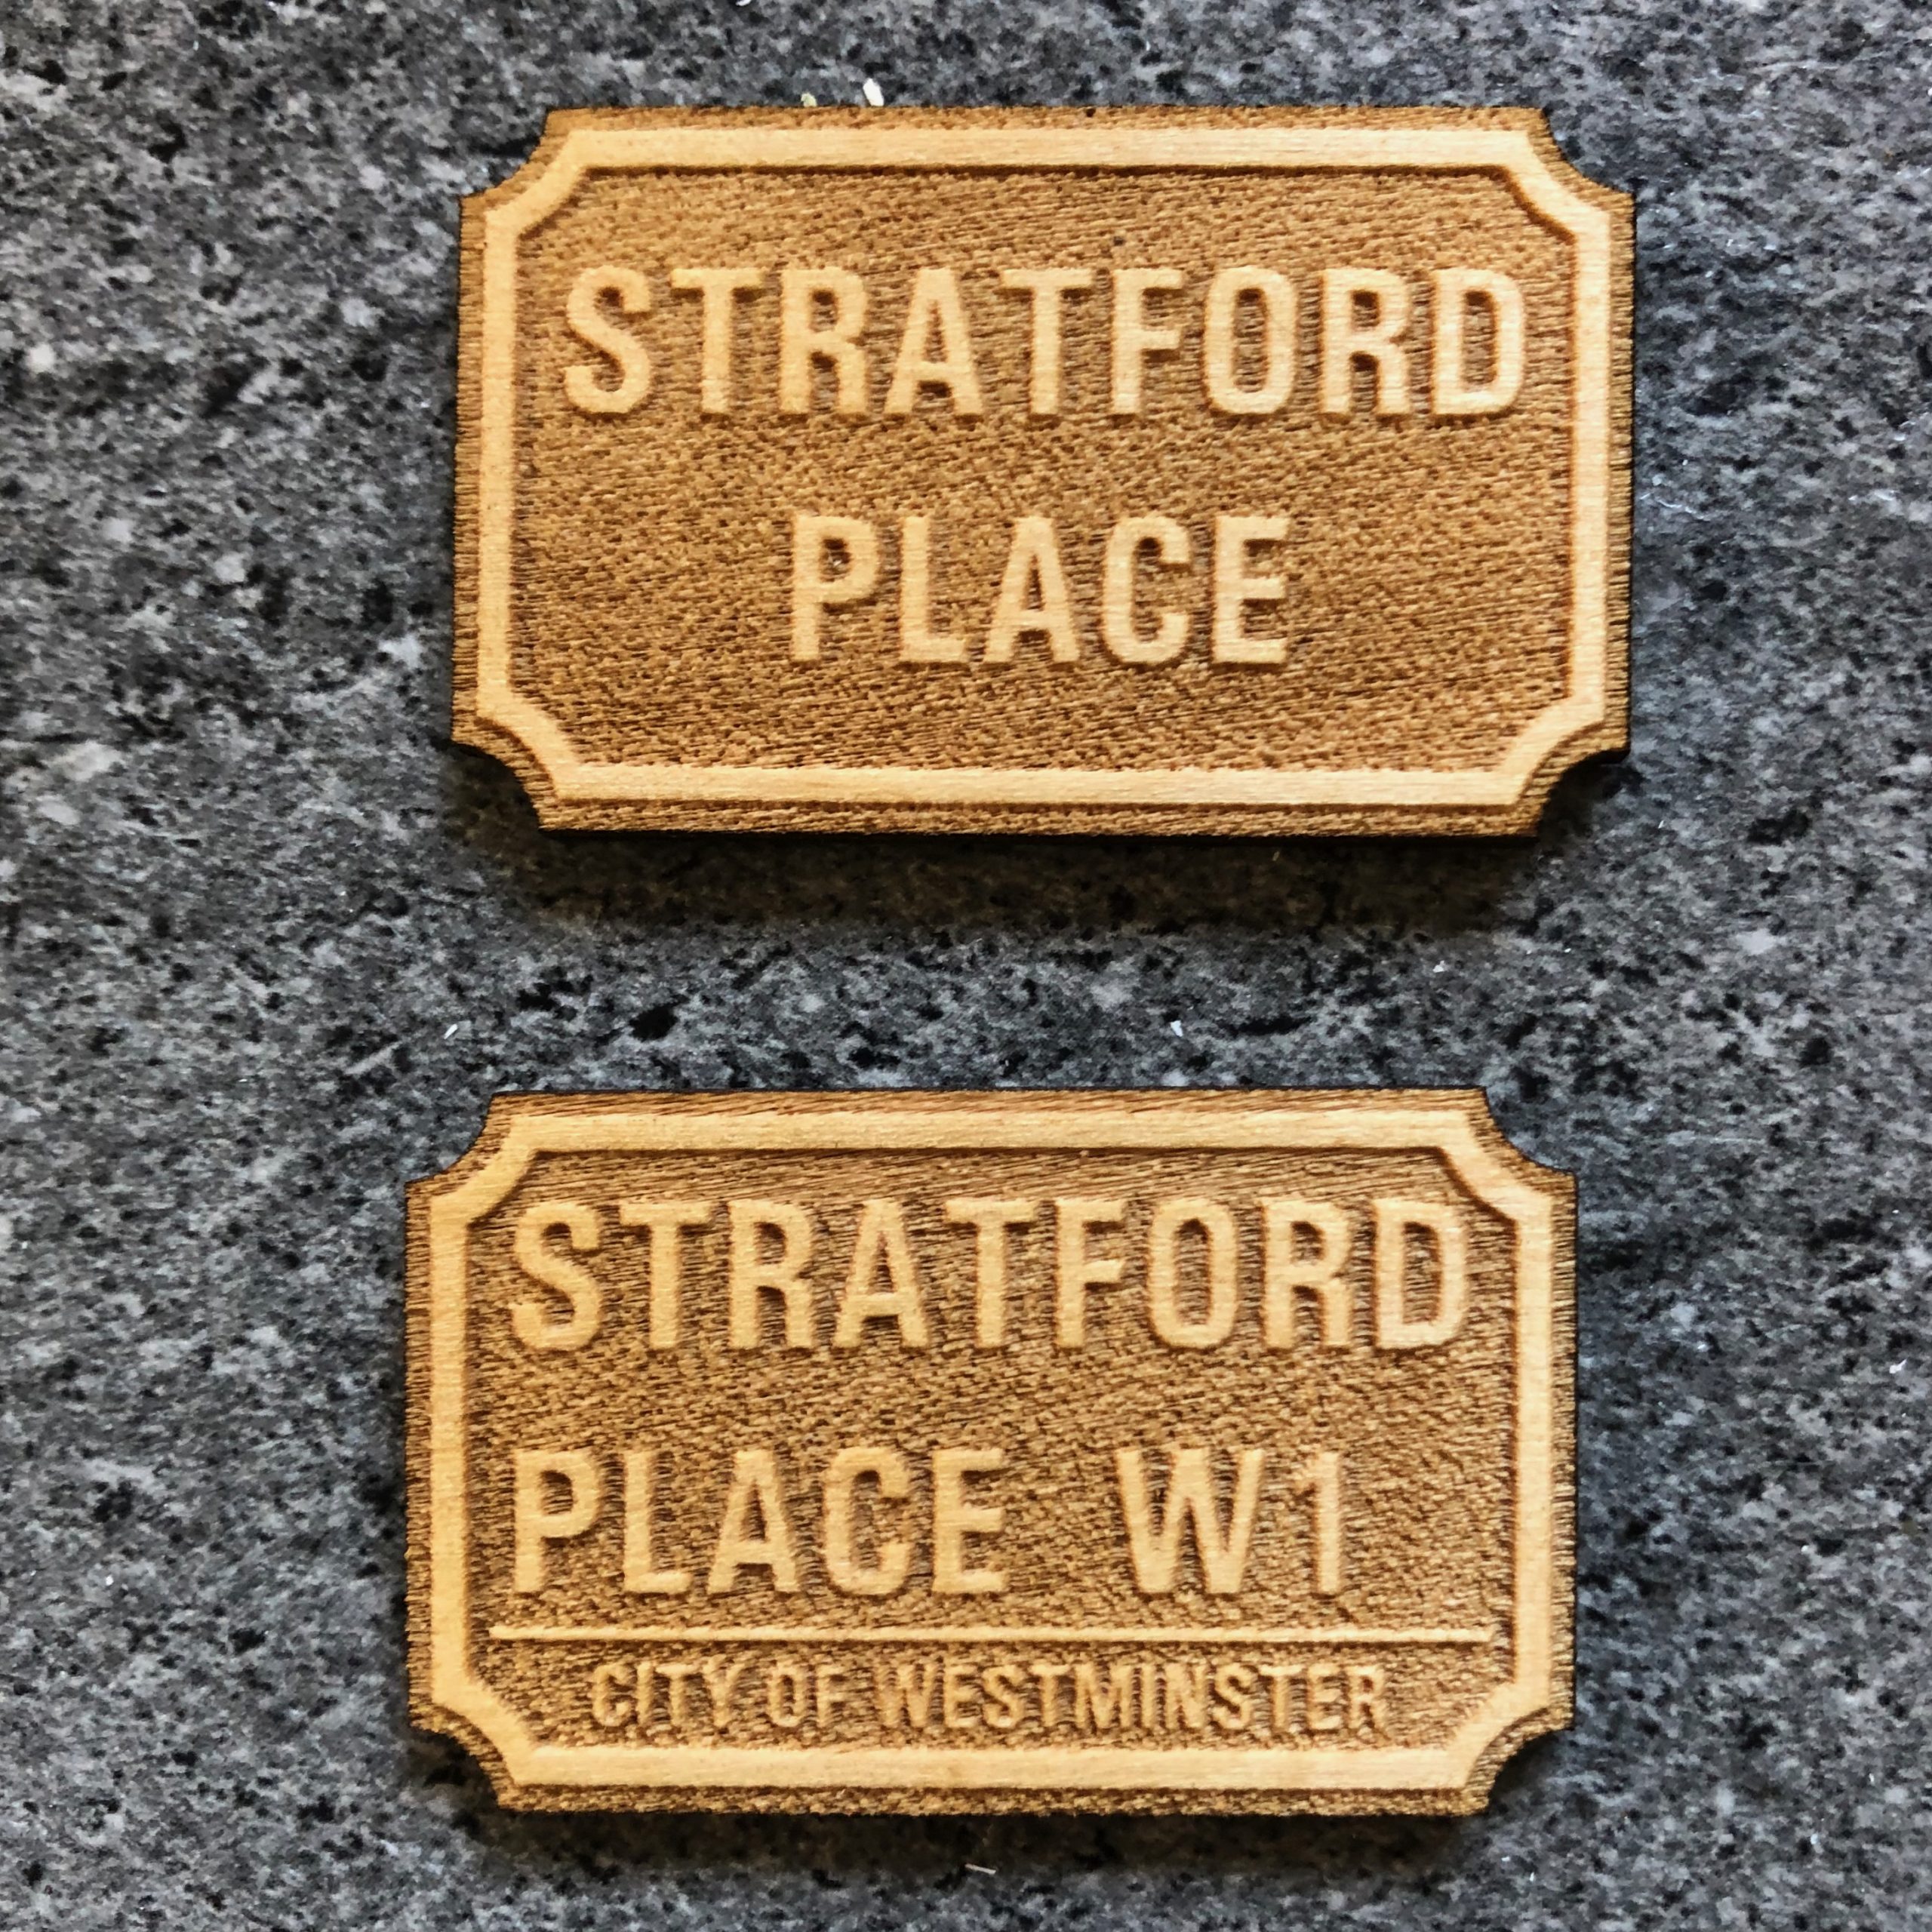 STRATFORD
PLACE
STRATFORD
PLACE W1
CITY OF WESTMINSTER